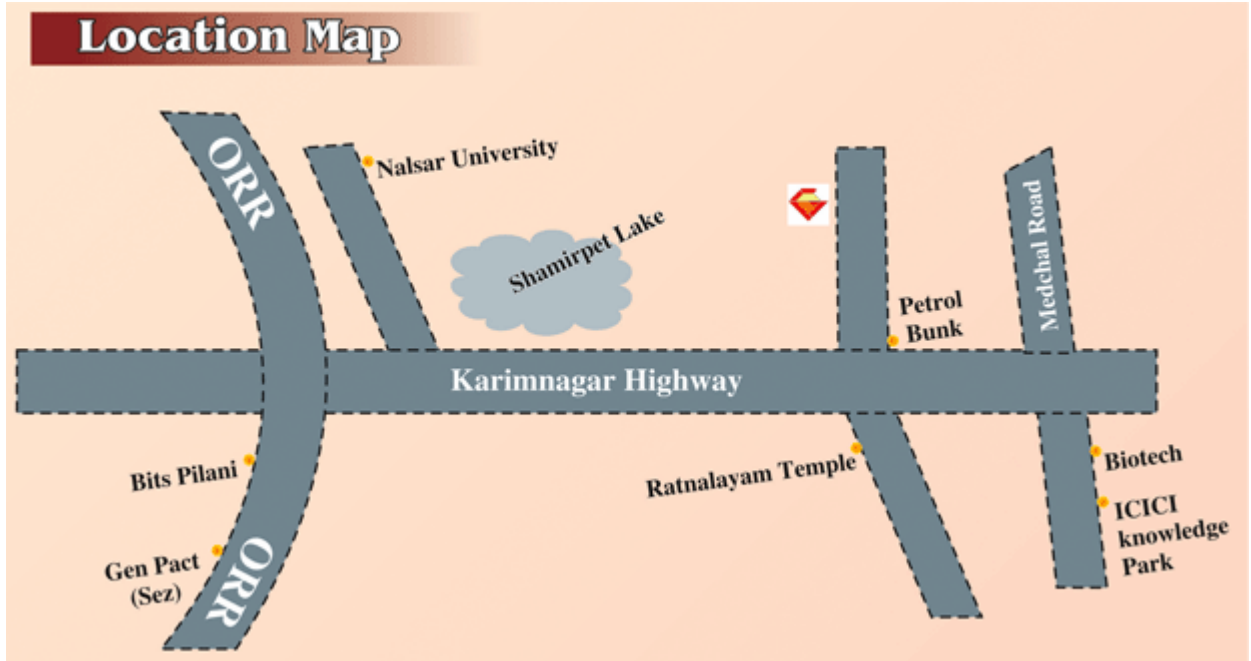 Location Map
ORR
Nalsar University
Shamirpet Lake
Medchal Road
Petrol
Bunk
Karimnagar Highway
Bits Pilani
Ratnalayam Temple
Biotech
ICICI
knowledge
Park
Gen Pact
(Sez)
ORR